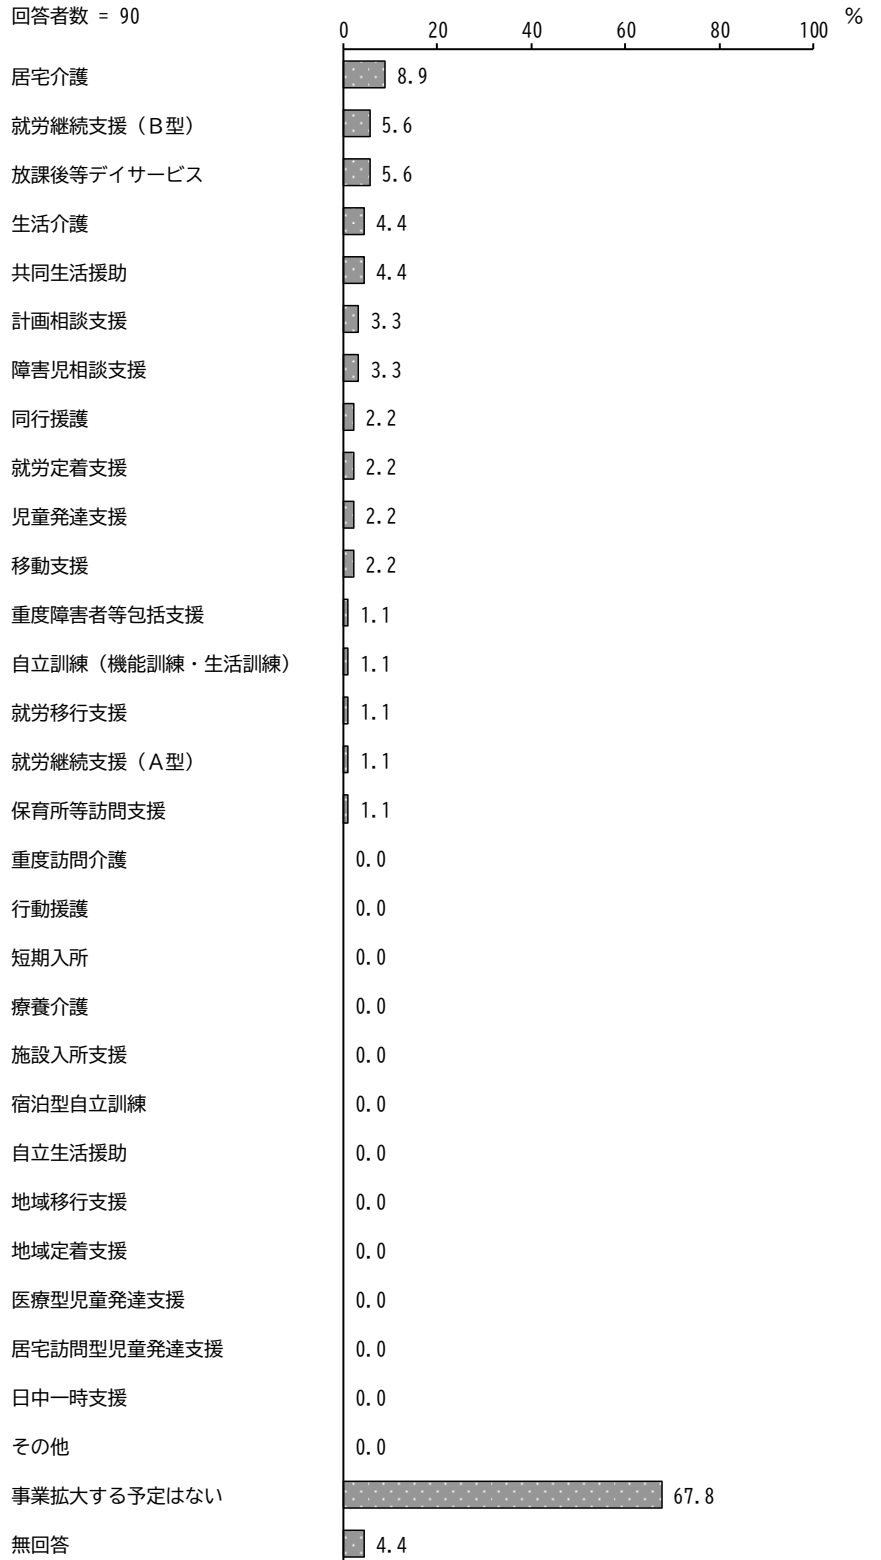 回答者数 = 90
0 20 40 60 80 100 %
居宅介護 8.9
就労継続支援（Ｂ型） 5.6
放課後等デイサービス 5.6
生活介護 4.4
共同生活援助 4.4
計画相談支援 3.3
障害児相談支援 3.3
同行援護 2.2
就労定着支援 2.2
児童発達支援 2.2
移動支援 2.2
重度障害者等包括支援 1.1
自立訓練（機能訓練・生活訓練） 1.1
就労移行支援 1.1
就労継続支援（Ａ型） 1.1
保育所等訪問支援 1.1
重度訪問介護 0.0
行動援護 0.0
短期入所 0.0
療養介護 0.0
施設入所支援 0.0
宿泊型自立訓練 0.0
自立生活援助 0.0
地域移行支援 0.0
地域定着支援 0.0
医療型児童発達支援 0.0
居宅訪問型児童発達支援 0.0
日中一時支援 0.0
その他 0.0
事業拡大する予定はない 67.8
無回答 4.4